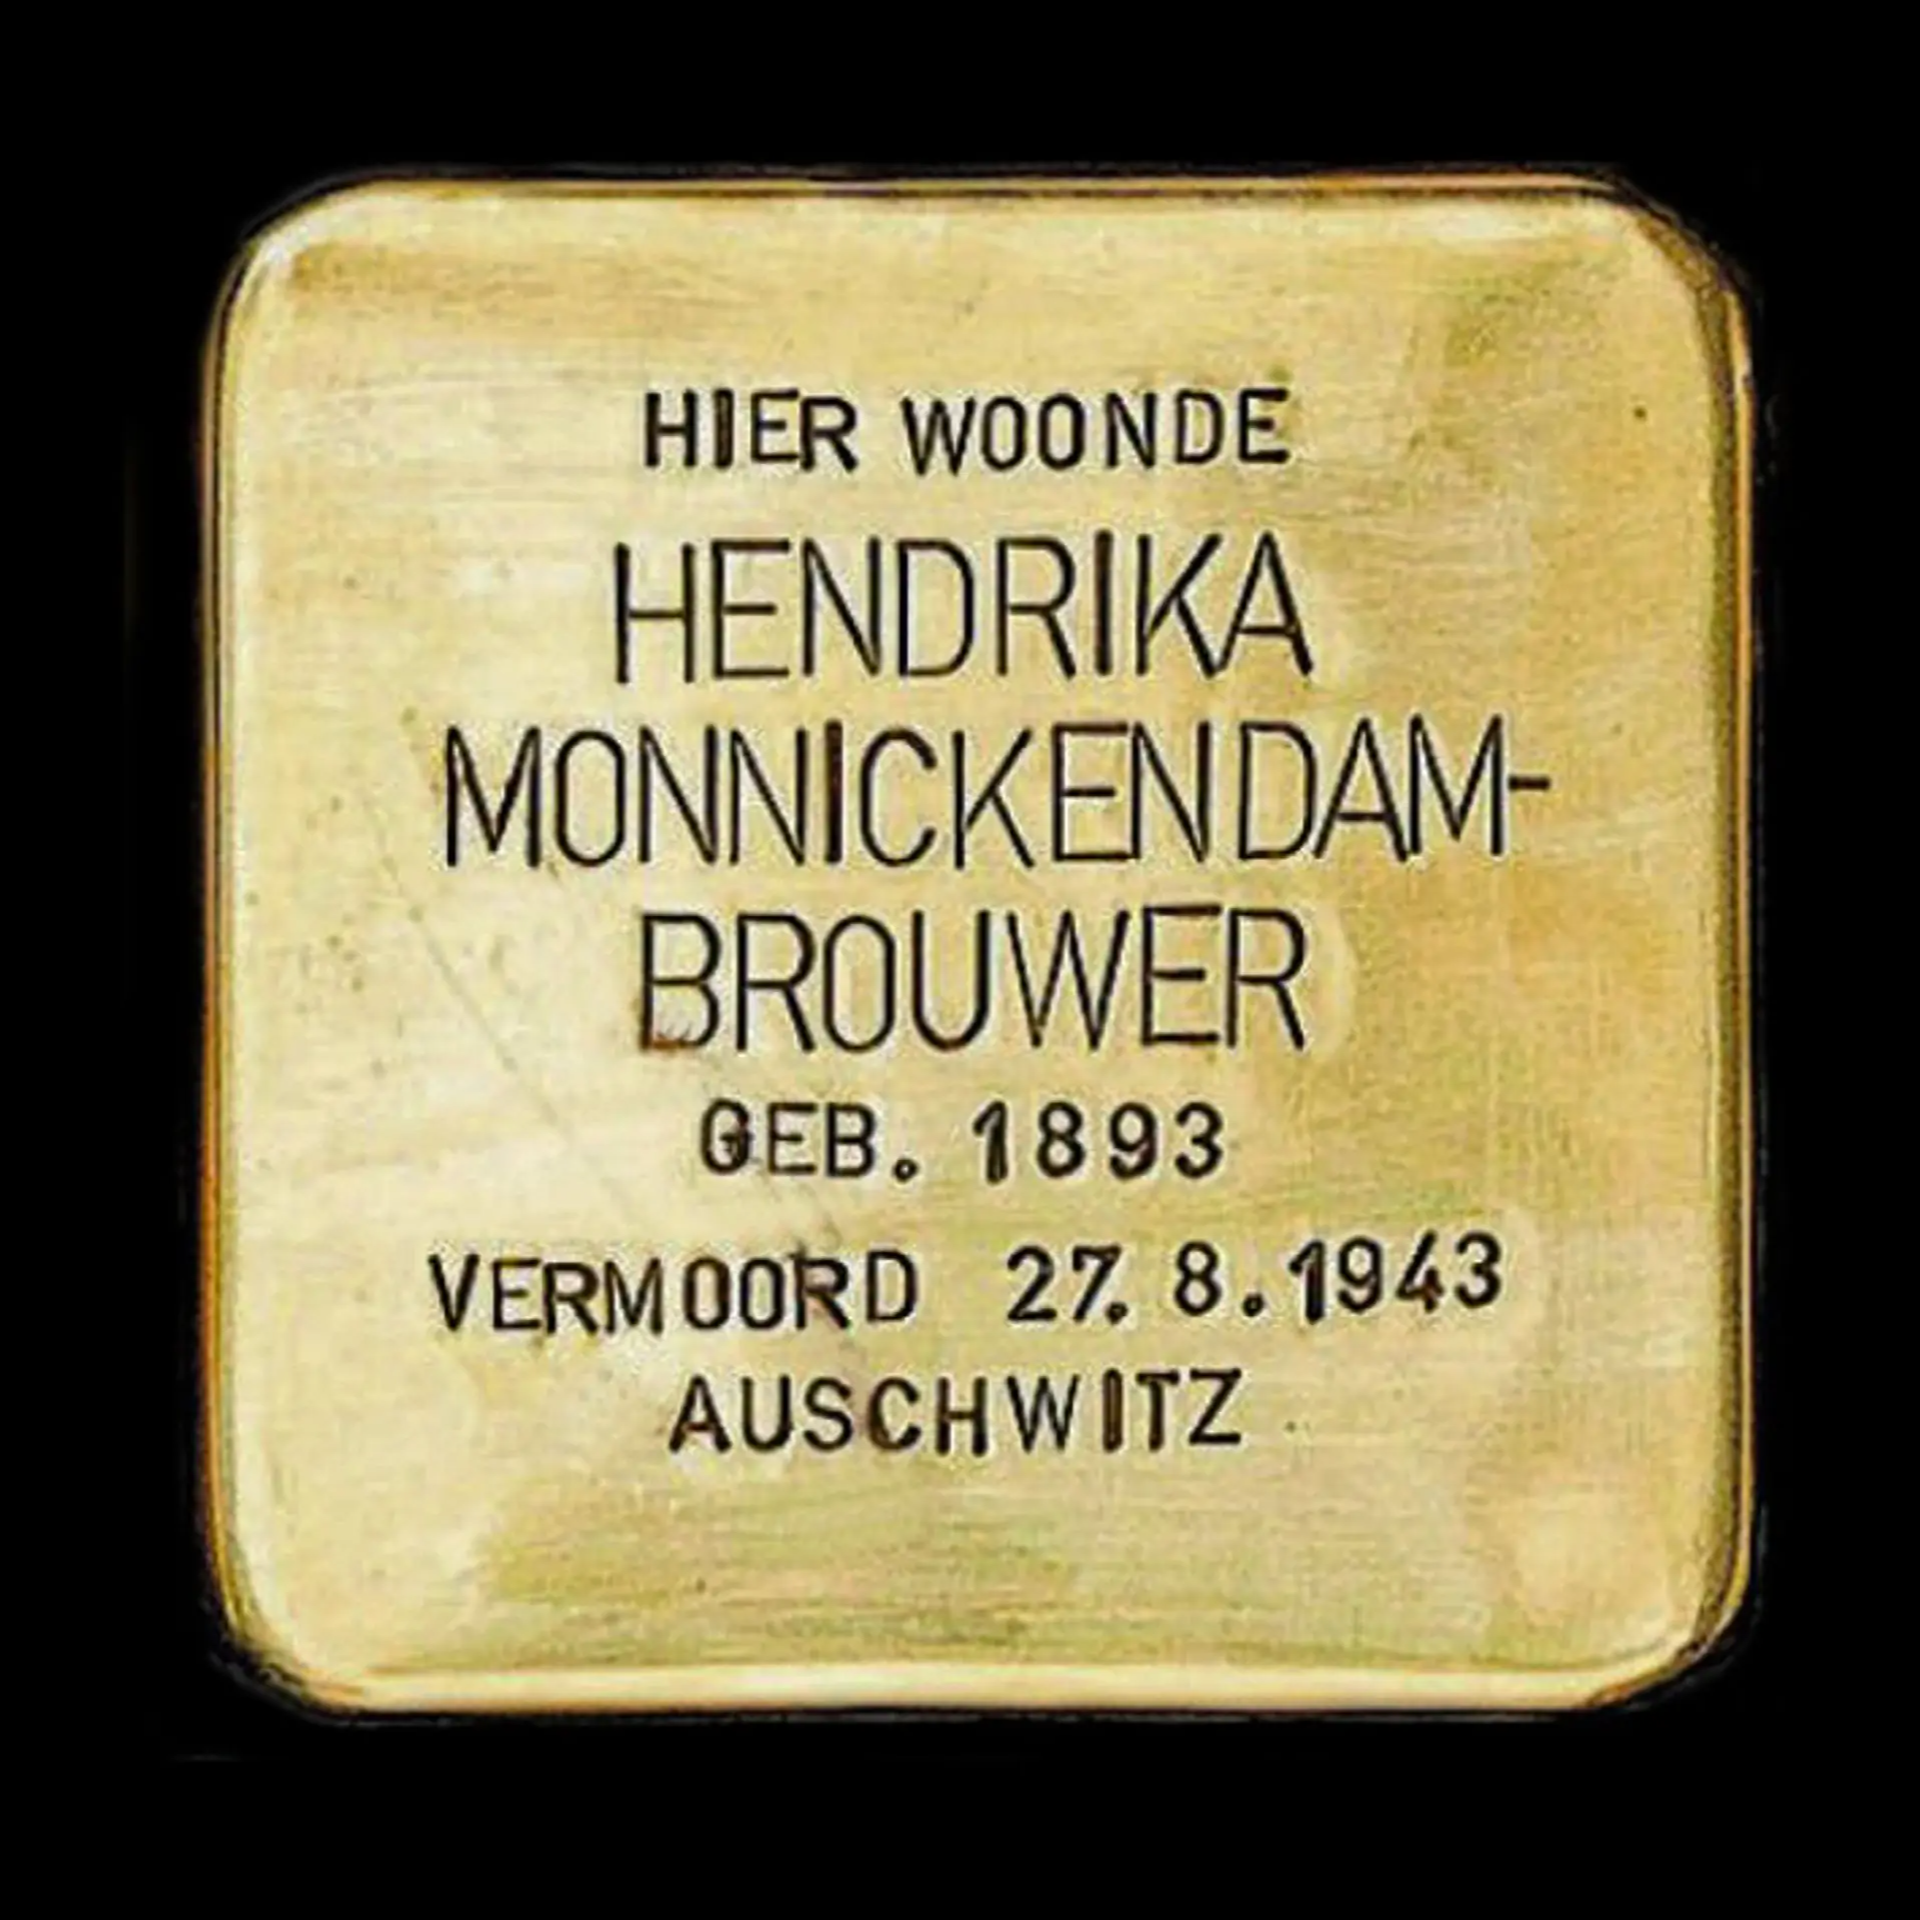 HIER WOONDE
HENDRIKA
MONNICKENDAM-
BROUWER
GEB. 1893
VERMOORD 27.8.1943
AUSCHWITZ